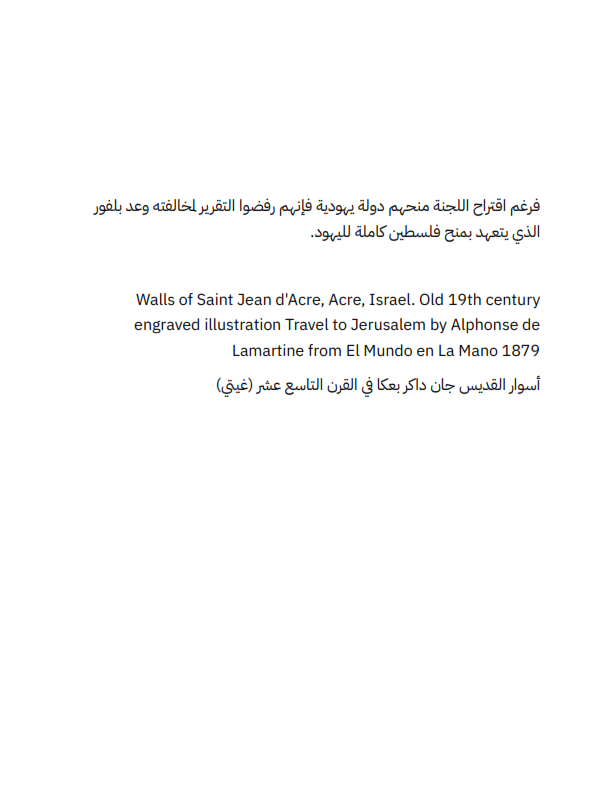 فرغم اقتراح اللجنة منحهم دولة يهودية فإنهم رفضوا التقرير لمخالفته وعد بلفور
الذي يتعهد بمنح فلسطين كاملة لليهود.
Walls of Saint Jean d'Acre, Acre, Israel. Old 19th century
engraved illustration Travel to Jerusalem by Alphonse de
Lamartine from El Mundo en La Mano 1879
أسوار القديس جان داكر بعكا في القرن التاسع عشر (غيتي)